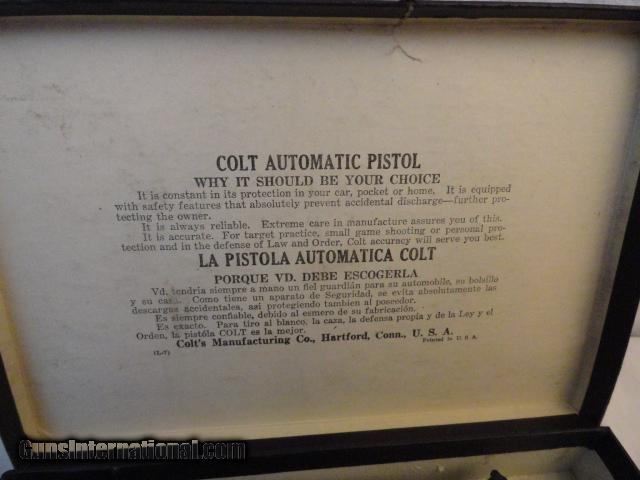 COLT AUTOMATIC PISTOL
WHY IT SHOULD BE YOUR CHOICE
It is constant in its protection in your car, pocket or home. It is equipped
with safety features that absolutely prevent accidental discharge—further pro-
tecting the owner.
It is always reliable. Extreme care in manufacture assures you of this.
It is accurate. For target practice, small game shooting or personal pro-
tection and in the defense of Law and Order, Colt accuracy will serve you best.
LA PISTOLA AUTOMATICA COLT
PORQUE VD. DEBE ESCOGERLA
Vd. tendria siempre a mano un fiel guardián para su automobile, su bolsillo
y su Como tiene un aparato de Seguridad, se evita absolutamente las
descargas accidentales, asi protegiendo tambien al poseedor.
Es siempre confiable, debido al esmero de su fabricación.
Es exacto. Para tiro al blanco, la caza, la defensa propia y de la Ley y el
Orden, la pistóla COLT es la mejor.
Colt's Manufacturing Co., Hartford, Conn., U. S. A.
(L-7) Printed in U S A.
GunsInternational.com